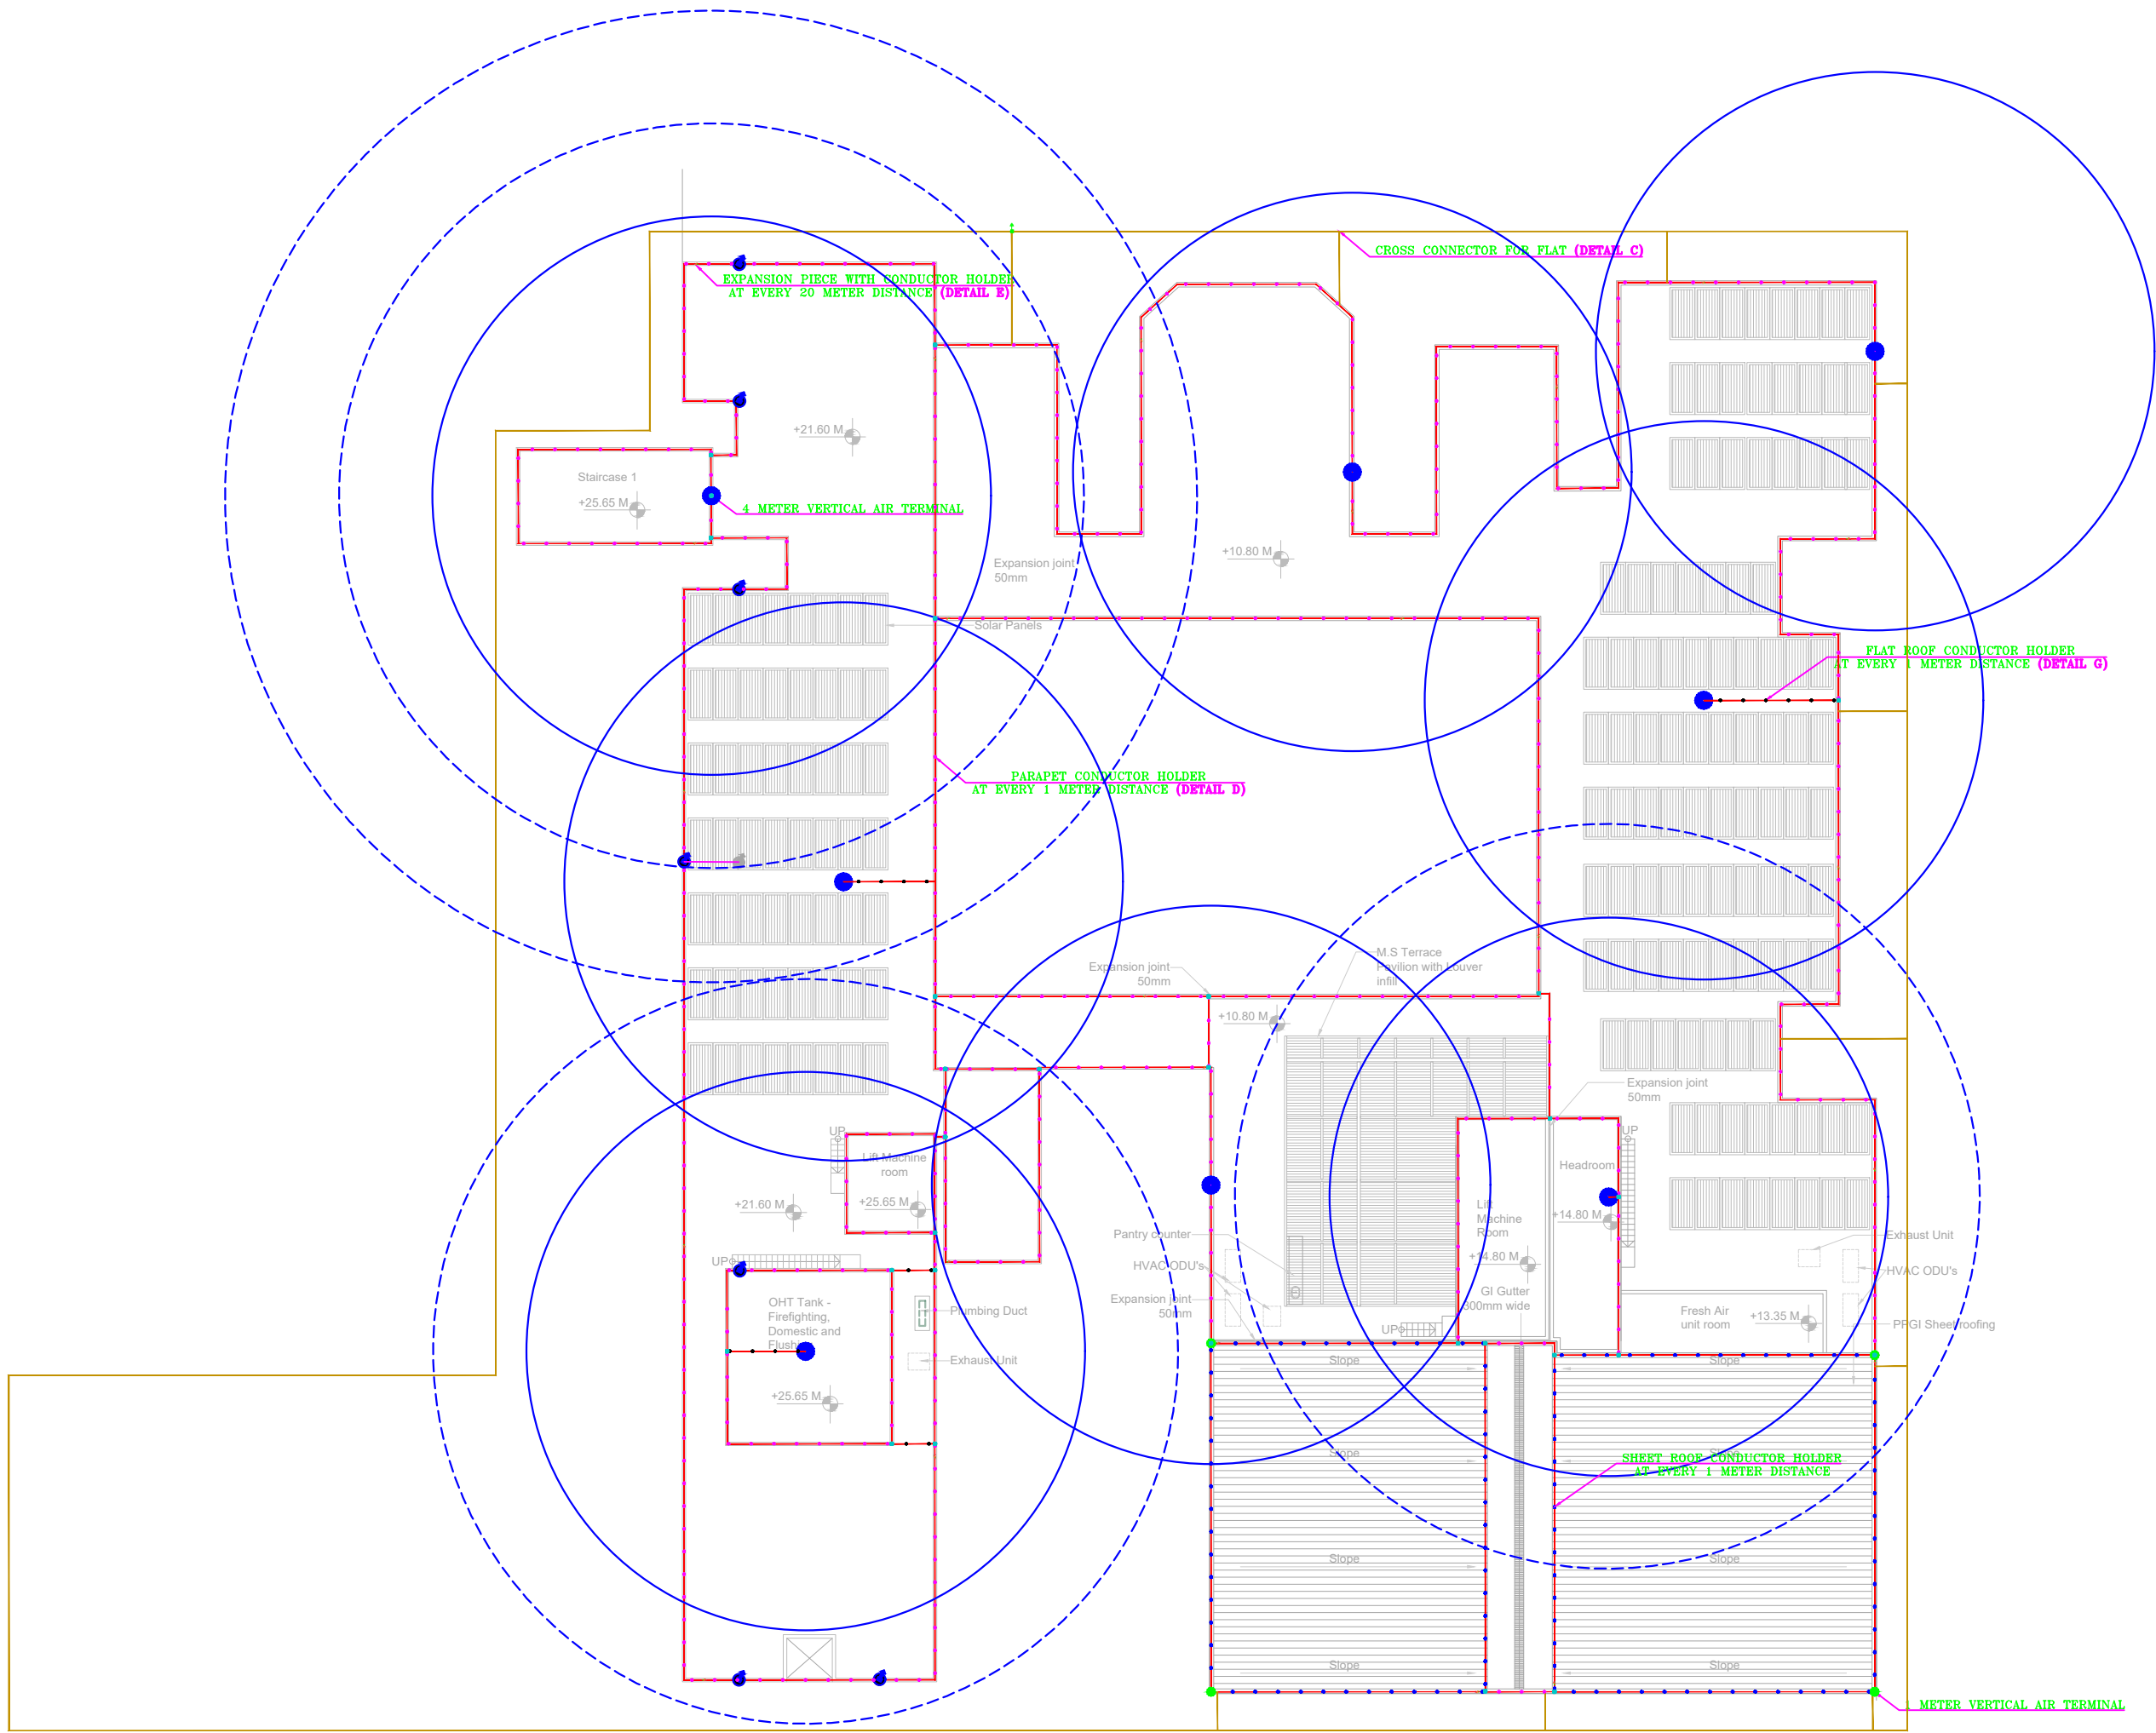 CROSS CONNECTOR FOR FLAT (DETAIL C)
EXPANSION PIECE WITH CONDUCTOR HOLDER
AT EVERY 20 METER DISTANCE (DETAIL E)
+21.60 M
Staircase 1
+25.65 M
4 METER VERTICAL AIR TERMINAL
+10.80 M
Expansion joint
50mm
Solar Panels
FLAT ROOF CONDUCTOR HOLDER
AT EVERY 1 METER DISTANCE (DETAIL G)
PARAPET CONDUCTOR HOLDER
AT EVERY 1 METER DISTANCE (DETAIL D)
M.S Terrace
Pavilion with Louver
infill
Expansion joint
50mm
+10.80 M
Expansion joint
50mm
UP
Lift Machine
room
+25.65 M
+21.60 M
UP
Headroom
+14.80 M
Lift
Machine
Room
+14.80 M
Pantry counter
HVAC ODU's
Expansion joint
50mm
GI Gutter
300mm wide
UP
Exhaust Unit
HVAC ODU's
Fresh Air
unit room
+13.35 M
PPGI Sheet roofing
UP
OHT Tank -
Firefighting,
Domestic and
Flushing
Plumbing Duct
Exhaust Unit
+25.65 M
Slope
Slope
Slope
Slope
SHEET ROOF CONDUCTOR HOLDER
AT EVERY 1 METER DISTANCE
Slope
Slope
Slope
Slope
1 METER VERTICAL AIR TERMINAL